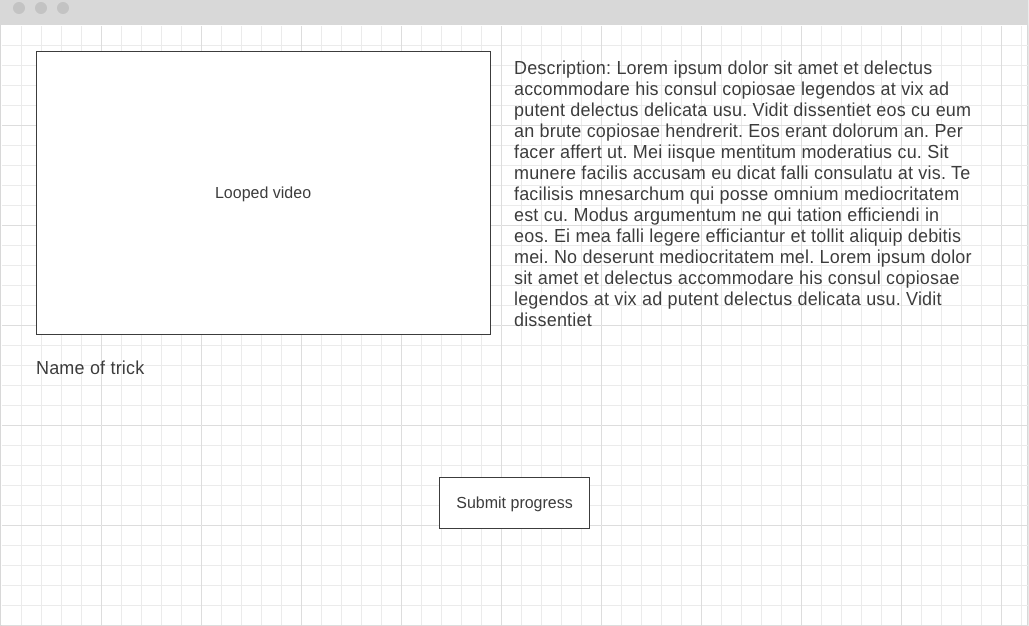 Looped video
Description: Lorem ipsum dolor sit amet et delectus
accommodare his consul copiosae legendos at vix ad
putent delectus delicata usu. Vidit dissentiet eos cu eum
an brute copiosae hendrerit. Eos erant dolorum an. Per
facer affert ut. Mei iisque mentitum moderatius cu. Sit
munere facilis accusam eu dicat falli consulatu at vis. Te
facilisis mnesarchum qui posse omnium mediocritatem
est cu. Modus argumentum ne qui tation efficiendi in
eos. Ei mea falli legere efficiantur et tollit aliquip debitis
mei. No deserunt mediocritatem mel. Lorem ipsum dolor
sit amet et delectus accommodare his consul copiosae
legendos at vix ad putent delectus delicata usu. Vidit
dissentiet
Name of trick
Submit progress